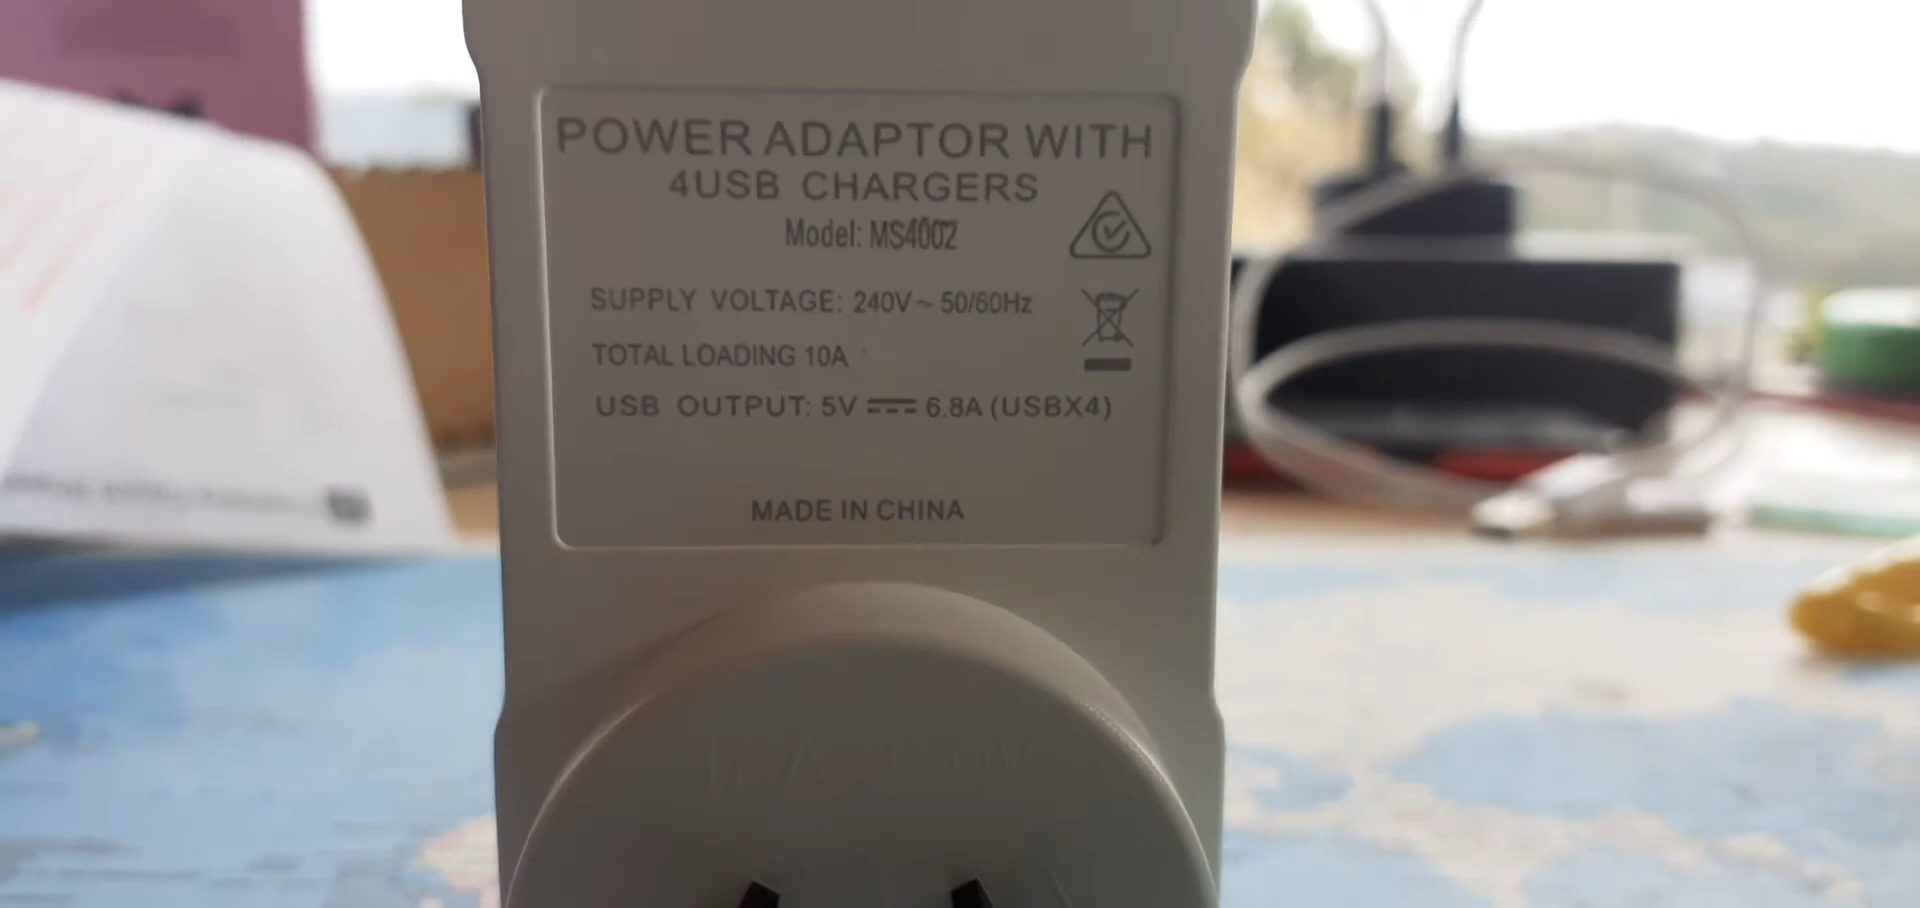 POWER ADAPTOR WITH
4USB CHARGERS
Model: MS4002
SUPPLY VOLTAGE: 240V~50/60Hz
TOTAL LOADING 10A
USB OUTPUT: 5V ⎓ 6.8A (USBX4)
MADE IN CHINA